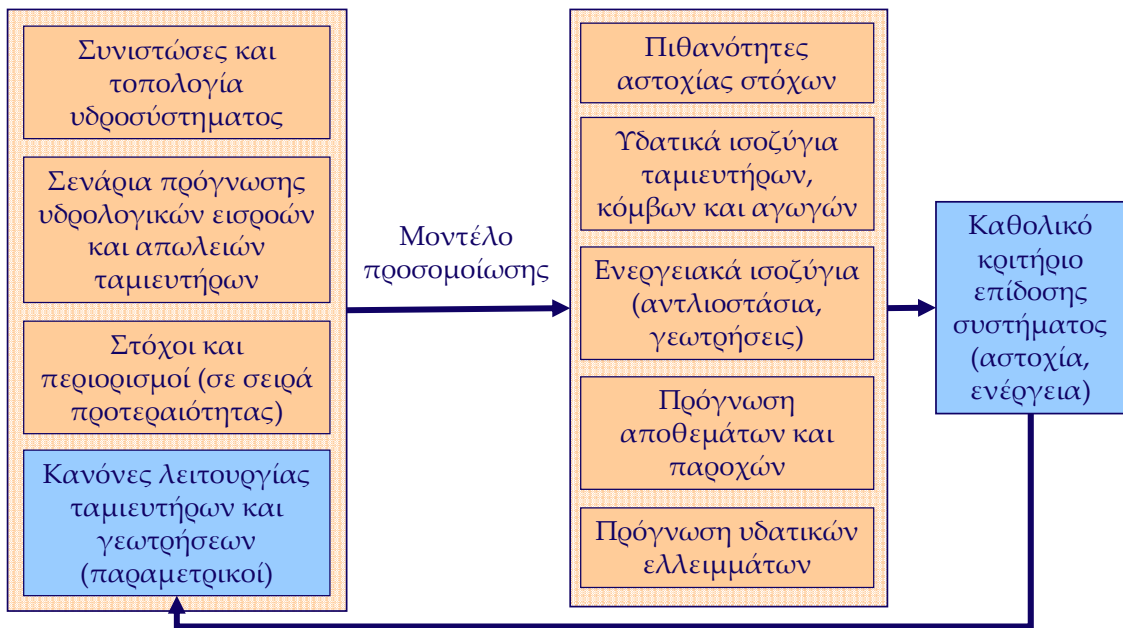 Συνιστώσες και
τοπολογία
υδροσύστηματος
Σενάρια πρόγνωσης
υδρολογικών εισροών
και απωλειών
ταμιευτήρων
Στόχοι και
περιορισμοί (σε σειρά
προτεραιότητας)
Κανόνες λειτουργίας
ταμιευτήρων και
γεωτρήσεων
(παραμετρικοί)
Μοντέλο
προσομοίωσης
Πιθανότητες
αστοχίας στόχων
Υδατικά ισοζύγια
ταμιευτήρων,
κόμβων και αγωγών
Ενεργειακά ισοζύγια
(αντλιοστάσια,
γεωτρήσεις)
Πρόγνωση
αποθεμάτων και
παροχών
Πρόγνωση υδατικών
ελλειμμάτων
Καθολικό
κριτήριο
επίδοσης
συστήματος
(αστοχία,
ενέργεια)